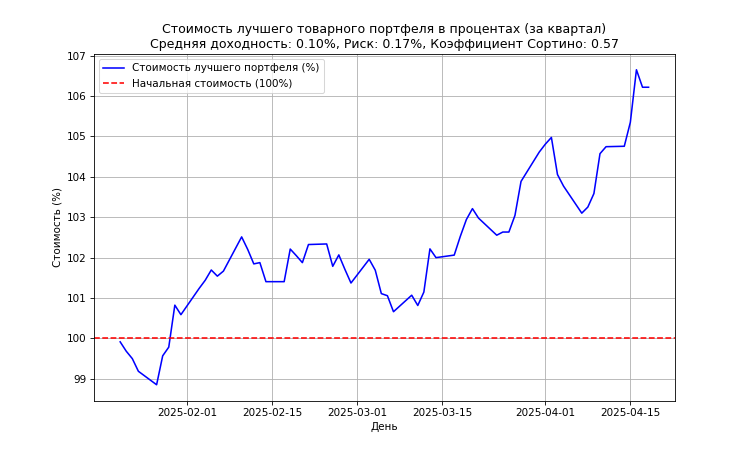 Стоимость лучшего товарного портфеля в процентах (за квартал)
Средняя доходность: 0.10%, Риск: 0.17%, Коэффициент Сортино: 0.57
Стоимость лучшего портфеля (%)
Начальная стоимость (100%)
Стоимость (%)
107
106
105
104
103
102
101
100
99
2025-02-01
2025-02-15
2025-03-01
2025-03-15
2025-04-01
2025-04-15
День